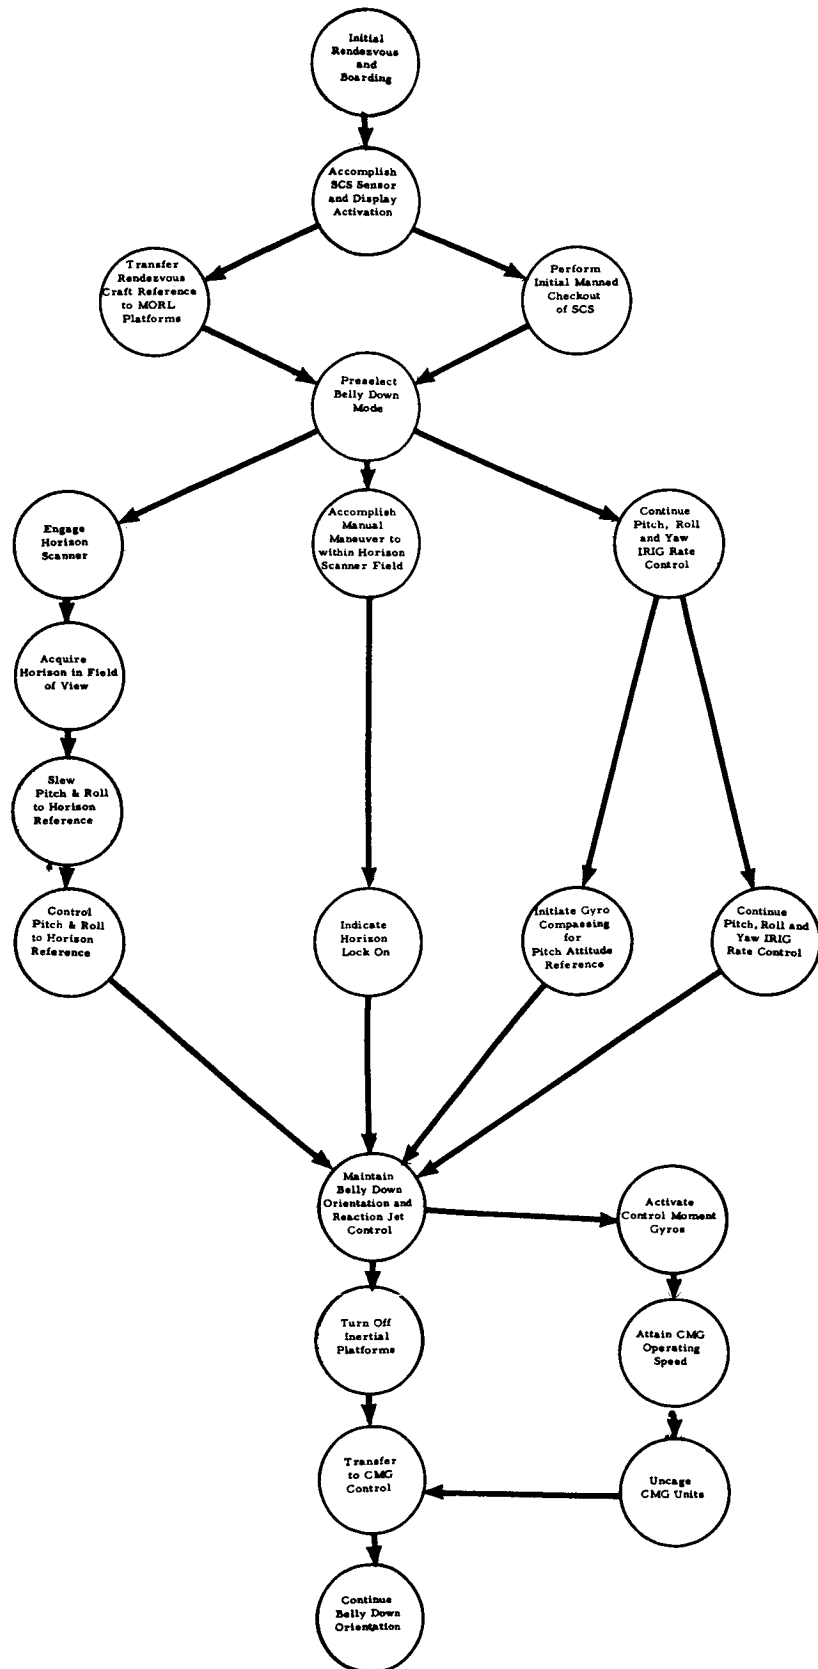 Initial
Rendezvous
and
Boarding
Accomplish
SCS Sensor
and Display
Activation
Transfer
Rendezvous
Craft Reference
to MORL
Platforms
Perform
Initial Manned
Checkout
of SCS
Preselect
Belly Down
Mode
Engage
Horison
Scanner
Accomplish
Manual
Maneuver to
within Horison
Scanner Field
Continue
Pitch, Roll
and Yaw
IRIG Rate
Control
Acquire
Horison in Field
of View
Slew
Pitch & Roll
to Horison
Reference
Control
Pitch & Roll
to Horison
Reference
Indicate
Horizon
Lock On
Initiate Gyro
Compassing
for
Pitch Attitude
Reference
Continue
Pitch, Roll and
Yaw IRIG
Rate Control
Maintain
Belly Down
Orientation and
Reaction Jet
Control
Activate
Control Moment
Gyros
Turn Off
Inertial
Platforms
Attain CMG
Operating
Speed
Transfer
to CMG
Control
Uncage
CMG Units
Continue
Belly Down
Orientation